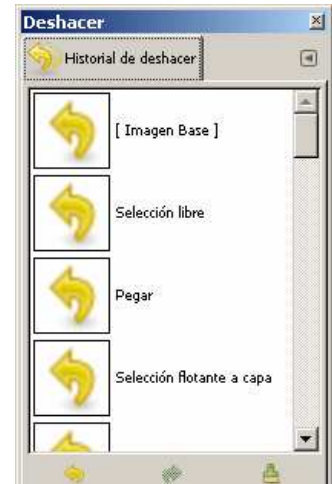 Deshacer
Historial de deshacer
[ Imagen Base ]
Selección libre
Pegar
Selección flotante a capa